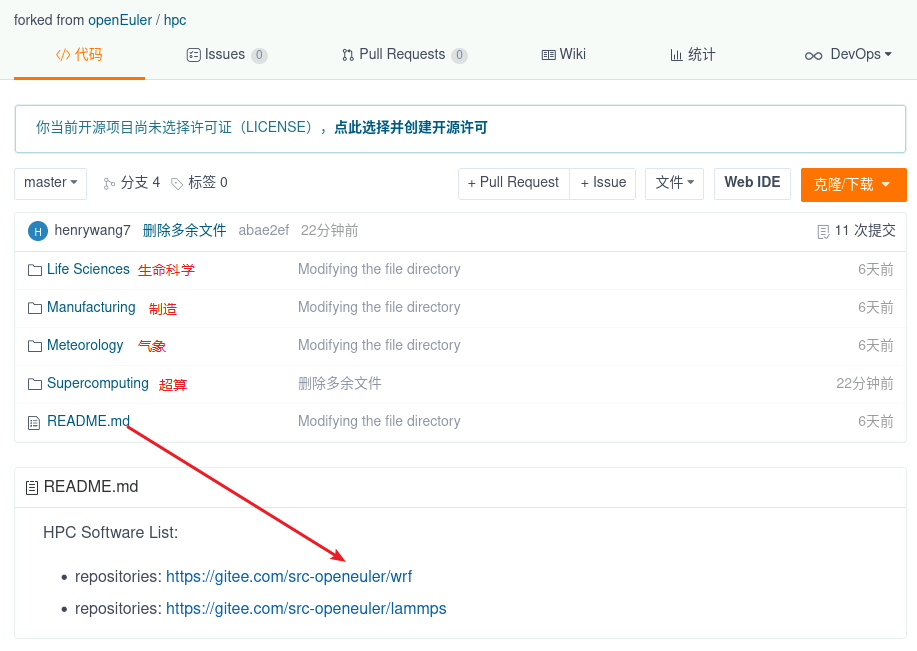 forked from openEuler / hpc
</> 代码 Issues 0 Pull Requests 0 Wiki 统计 DevOps
你当前开源项目尚未选择许可证（LICENSE），点此选择并创建开源许可
master 分支 4 标签 0 + Pull Request + Issue 文件 Web IDE 克隆/下载
H henrywang7 删除多余文件 abae2ef 22分钟前 11 次提交
Life Sciences 生命科学 Modifying the file directory 6天前
Manufacturing 制造 Modifying the file directory 6天前
Meteorology 气象 Modifying the file directory 6天前
Supercomputing 超算 删除多余文件 22分钟前
README.md Modifying the file directory 6天前
README.md
HPC Software List:
• repositories: https://gitee.com/src-openeuler/wrf
• repositories: https://gitee.com/src-openeuler/lammps